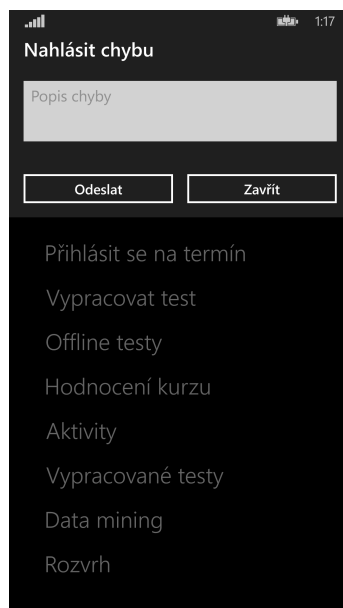 1:17
Nahlásit chybu
Popis chyby
Odeslat
Zavřít
Přihlásit se na termín
Vypracovat test
Offline testy
Hodnocení kurzu
Aktivity
Vypracované testy
Data mining
Rozvrh